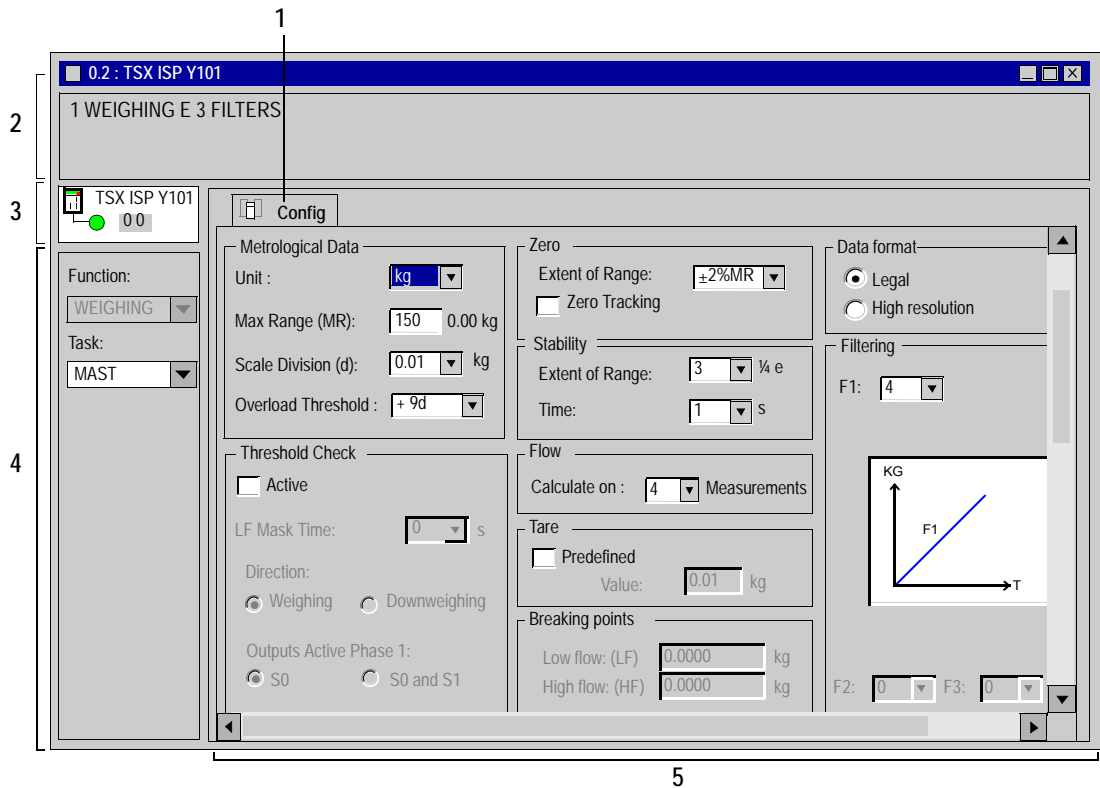 1
0.2 : TSX ISP Y101
2
1 WEIGHING E 3 FILTERS
3
TSX ISP Y101
0 0
Config
4
Function:
WEIGHING
Task:
MAST
Metrological Data
Unit :
kg
Max Range (MR):
150
0.00 kg
Scale Division (d):
0.01
kg
Overload Threshold :
+ 9d
Threshold Check
Active
LF Mask Time:
0
s
Direction:
Weighing
Downweighing
Outputs Active Phase 1:
S0
S0 and S1
Zero
Extent of Range:
±2%MR
Zero Tracking
Stability
Extent of Range:
3
¼ e
Time:
1
s
Flow
Calculate on :
4
Measurements
Tare
Predefined
Value:
0.01
kg
Breaking points
Low flow: (LF)
0.0000
kg
High flow: (HF)
0.0000
kg
Data format
Legal
High resolution
Filtering
F1:
4
KG
F1
T
F2:
0
F3:
0
5